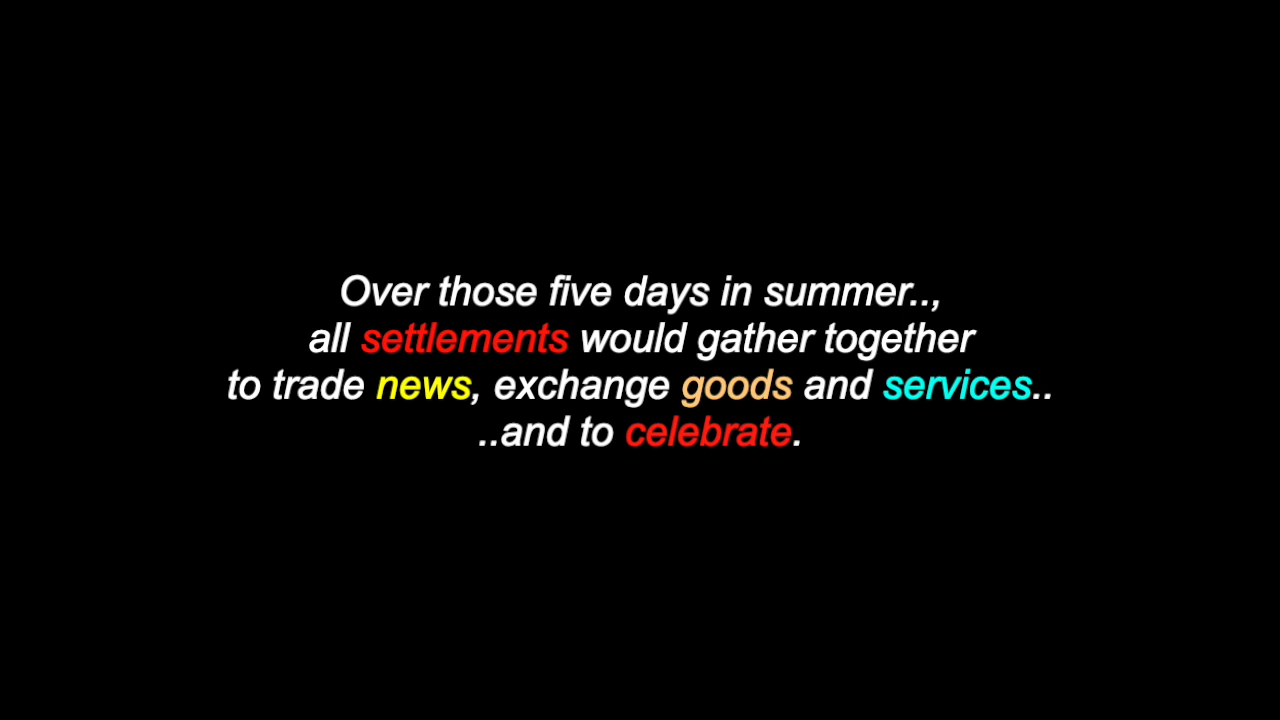 Over those five days in summer..,
all settlements would gather together
to trade news, exchange goods and services..
..and to celebrate.